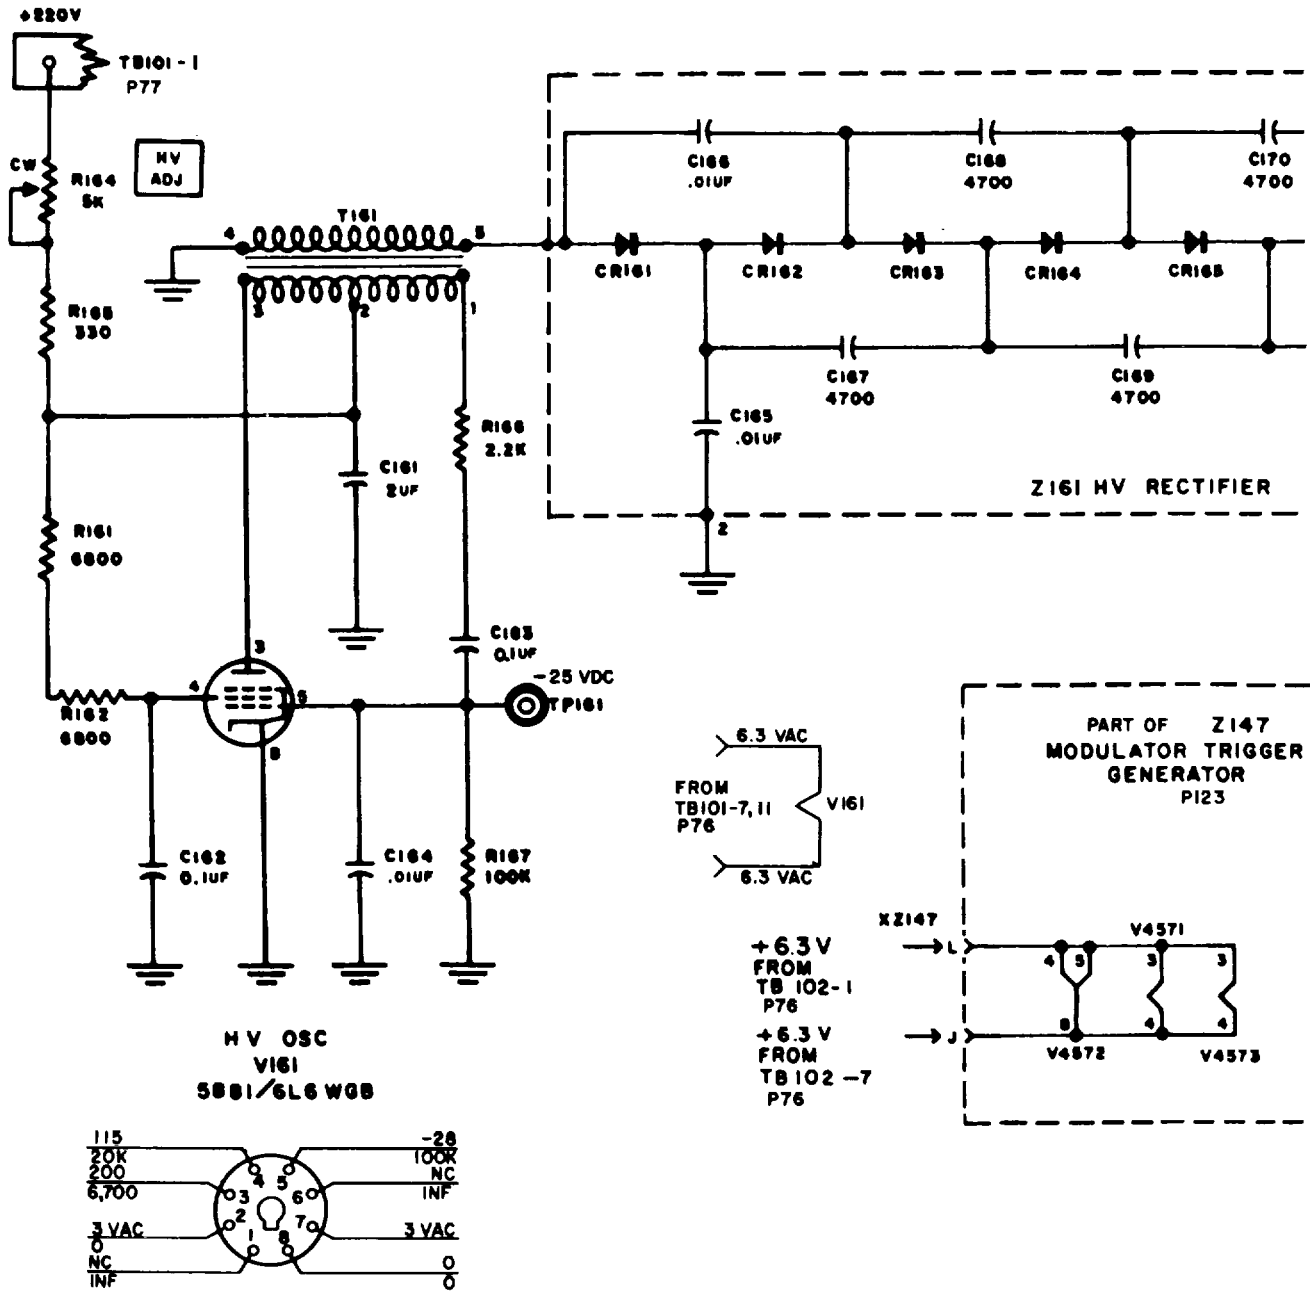 +220V
TB101-1
P77
CW
R164
5K
HV
ADJ
T161
4
5
3
2
1
R165
330
R166
2.2K
C161
2UF
R161
6800
C163
0.1UF
-25 VDC
TP161
3
4
5
8
R162
6800
C162
0.1UF
C164
.01UF
R167
100K
C166
.01UF
C168
4700
C170
4700
CR161
CR162
CR163
CR164
CR165
C167
4700
C169
4700
C165
.01UF
2
Z161 HV RECTIFIER
6.3 VAC
FROM
TB101-7,11
P76
V161
6.3 VAC
PART OF Z147
MODULATOR TRIGGER
GENERATOR
P123
XZ147
+6.3V
FROM
TB 102-1
P76
L
+6.3V
FROM
TB102-7
P76
J
V4571
4
5
3
3
8
4
4
V4572
V4573
HV OSC
V161
5881/6L6 WGB
115
20K
200
6,700
3 VAC
0
NC
INF
-28
100K
NC
INF
3 VAC
0
0
4
5
3
6
2
7
1
8